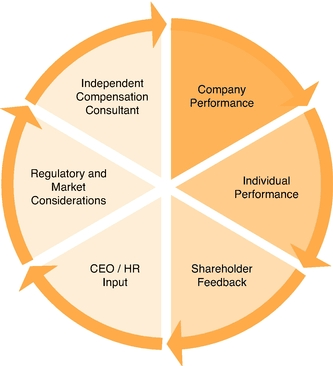 Company
Performance
Individual
Performance
Shareholder
Feedback
CEO / HR
Input
Regulatory and
Market
Considerations
Independent
Compensation
Consultant